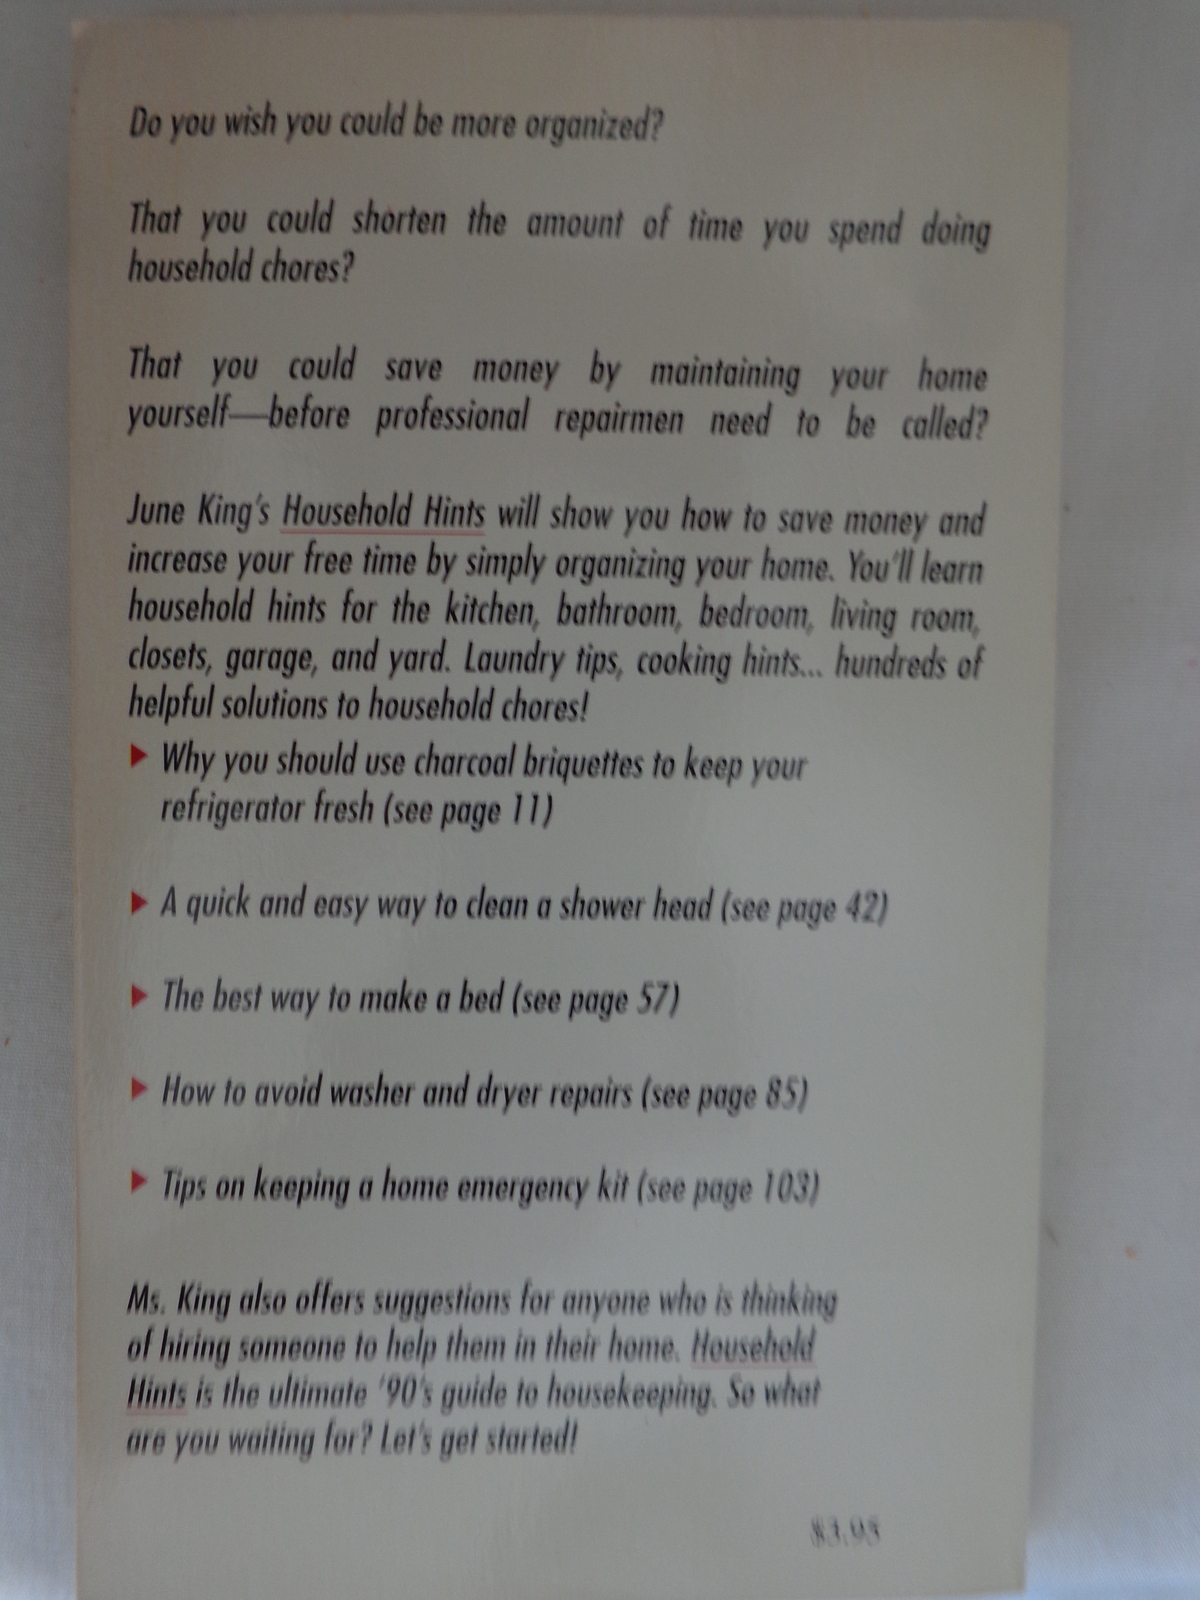 Do you wish you could be more organized?
That you could shorten the amount of time you spend doing
household chores?
That you could save money by maintaining your home
yourself—before professional repairmen need to be called?
June King's Household Hints will show you how to save money and
increase your free time by simply organizing your home. You'll learn
household hints for the kitchen, bathroom, bedroom, living room,
closets, garage, and yard. Laundry tips, cooking hints... hundreds of
helpful solutions to household chores!
Why you should use charcoal briquettes to keep your
refrigerator fresh (see page 11)
A quick and easy way to clean a shower head (see page 42)
The best way to make a bed (see page 57)
How to avoid washer and dryer repairs (see page 85)
Tips on keeping a home emergency kit (see page 103)
Ms. King also offers suggestions for anyone who is thinking
of hiring someone to help them in their home. Household
Hints is the ultimate '90's guide to housekeeping. So what
are you waiting for? Let's get started!
$3.95